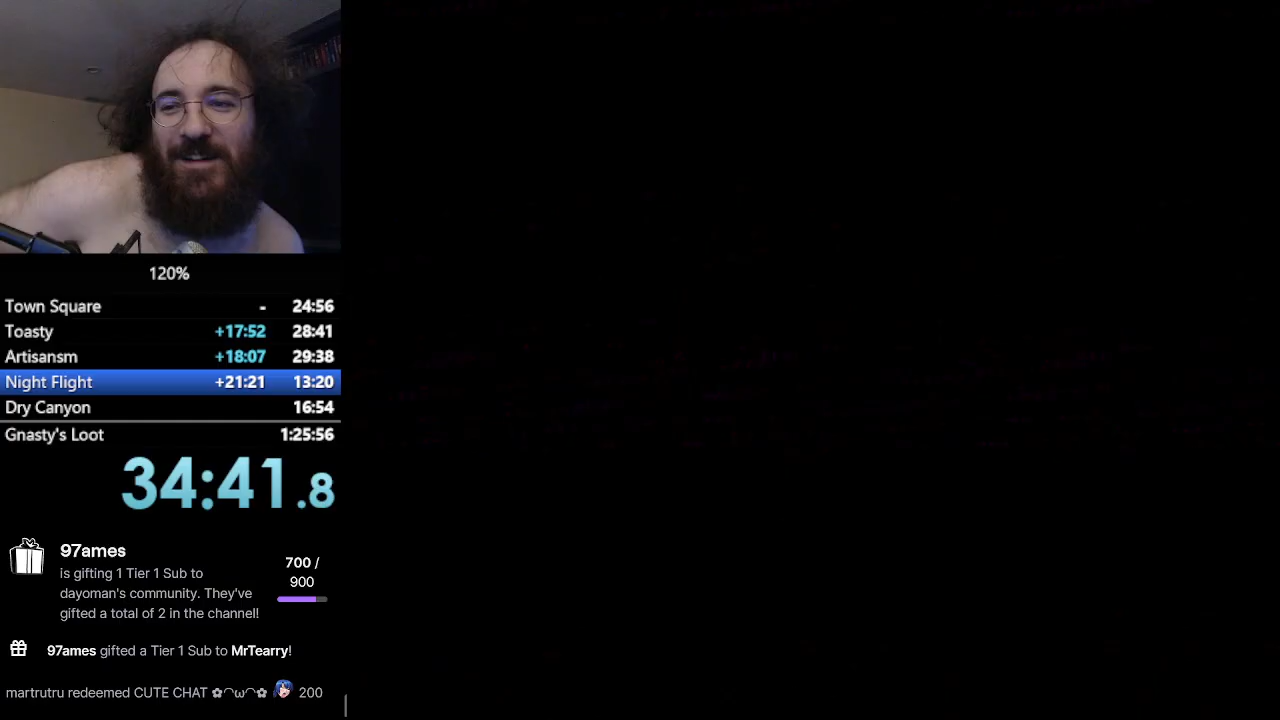 120%
Town Square - 24:56
Toasty +17:52 28:41
Artisansm +18:07 29:38
Night Flight +21:21 13:20
Dry Canyon 16:54
Gnasty's Loot 1:25:56
34:41.8
97ames
is gifting 1 Tier 1 Sub to
dayoman's community. They've
gifted a total of 2 in the channel!
700 /
900
97ames gifted a Tier 1 Sub to MrTearry!
martrutru redeemed CUTE CHAT ✿◠ω◠✿ 200